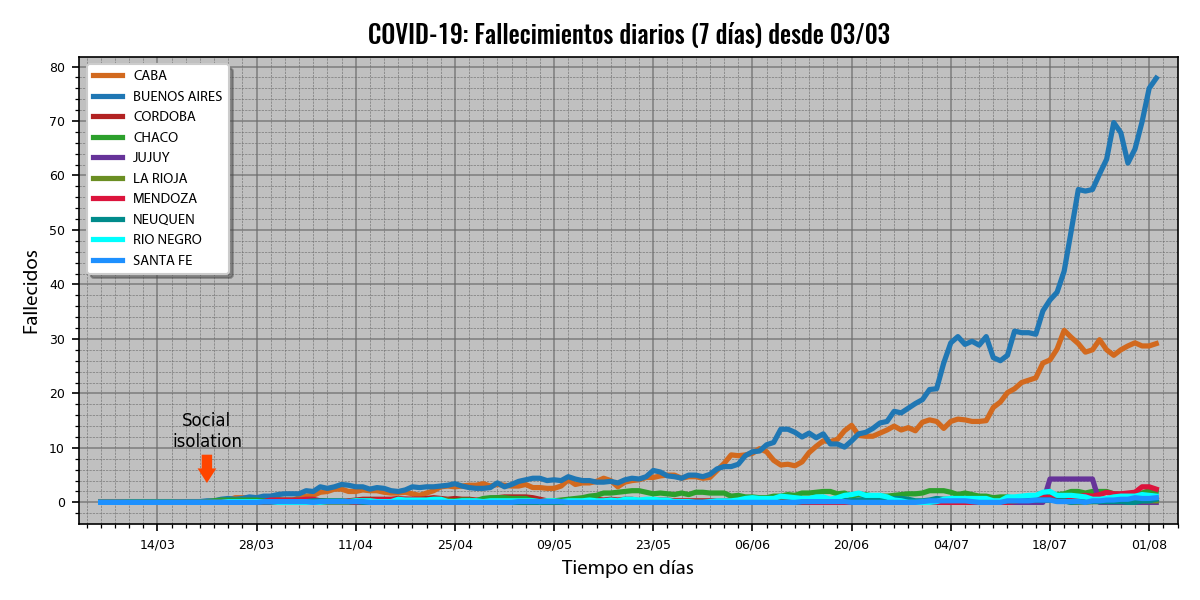 COVID-19: Fallecimientos diarios (7 días) desde 03/03
80
70
60
50
40
30
20
10
0
Fallecidos
CABA
BUENOS AIRES
CORDOBA
CHACO
JUJUY
LA RIOJA
MENDOZA
NEUQUEN
RIO NEGRO
SANTA FE
Social
isolation
14/03 28/03 11/04 25/04 09/05 23/05 06/06 20/06 04/07 18/07 01/08
Tiempo en días